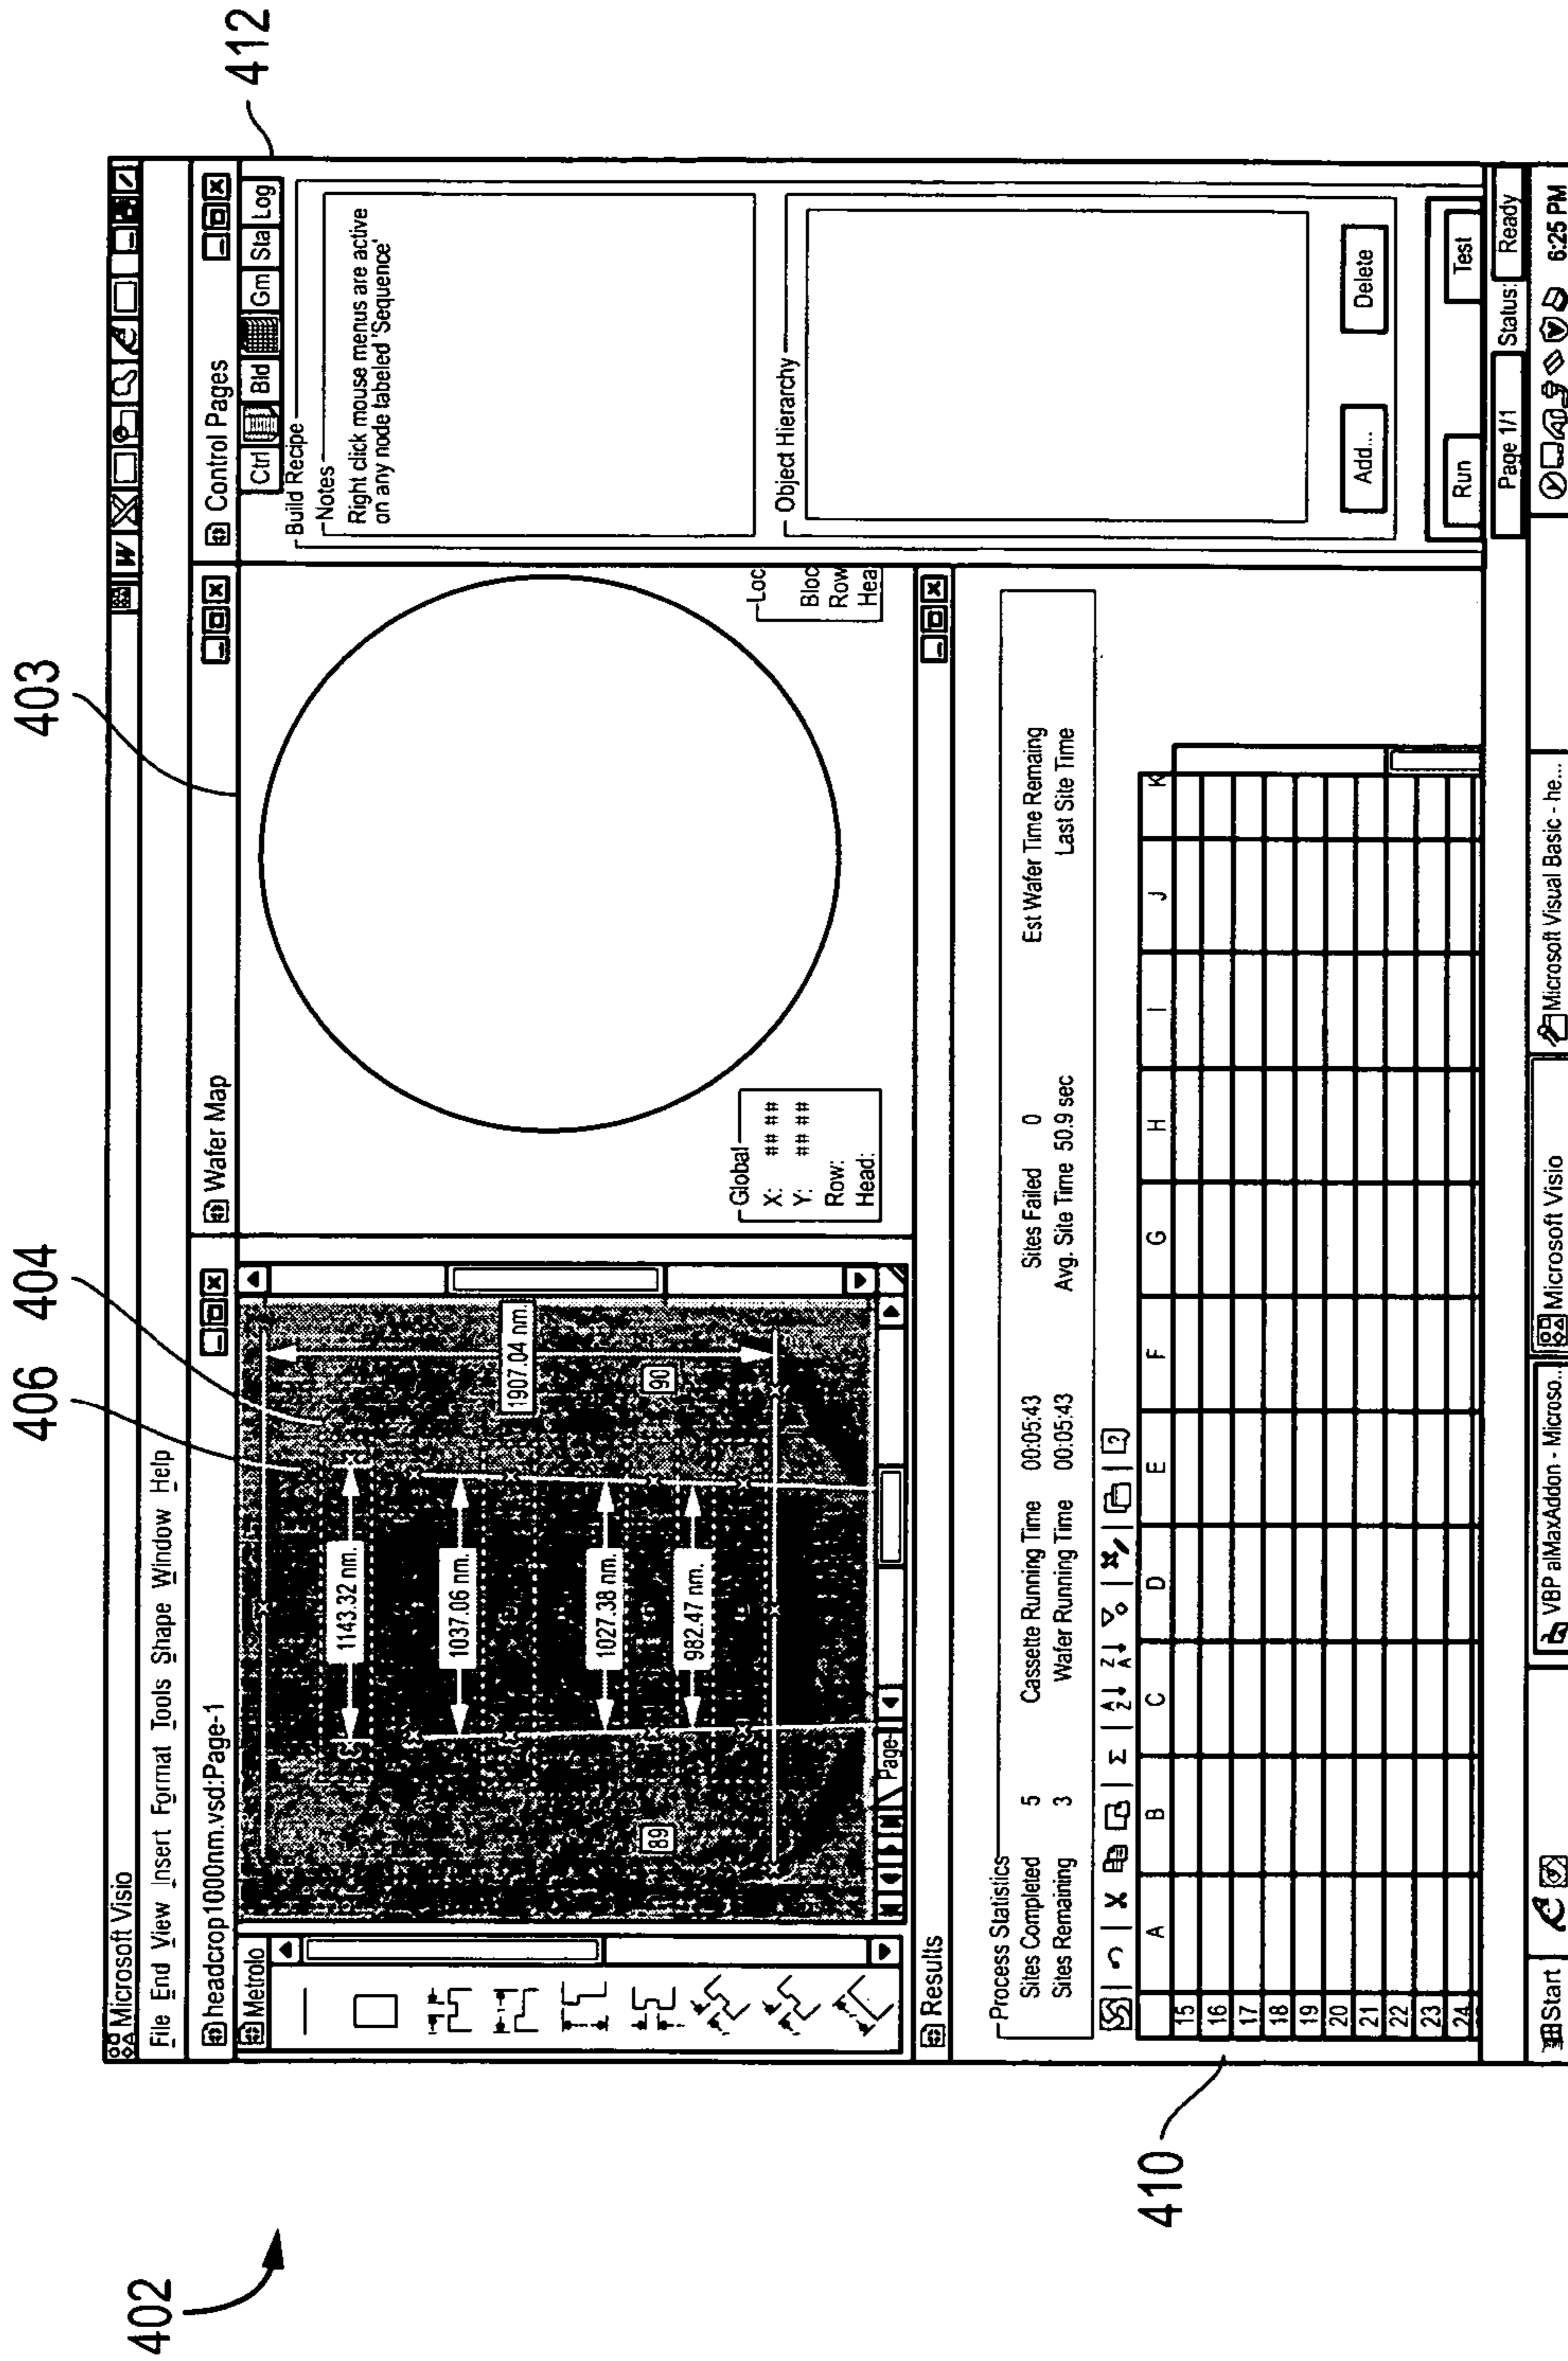 402
406
404
403
412
410
Microsoft Visio
File End View Insert Format Tools Shape Window Help
W
headcrop1000nm.vsd:Page-1
Metrolo
1143.32 nm.
1037.06 nm.
1027.38 nm.
982.47 nm.
1907.04 nm.
89
90
Page-
Wafer Map
Global
X: ## ##
Y: ## ##
Row:
Head:
Loc
Bloc
Row
Hea
Control Pages
Ctrl Bld Gm Sta Log
Build Recipe
Notes
Right click mouse menus are active
on any node labeled 'Sequence'
Object Hierarchy
Add... Delete
Run Test
Results
Process Statistics
Sites Completed 5 Cassette Running Time 00:05:43 Sites Failed 0 Est Wafer Time Remaing
Sites Remaining 3 Wafer Running Time 00:05:43 Avg. Site Time 50.9 sec Last Site Time
A B C D E F G H I J K
15
16
17
18
19
20
21
22
23
24
Page 1/1 Status: Ready
Start VBP alMaxAddon - Microso... Microsoft Visio Microsoft Visual Basic - he... 6:25 PM